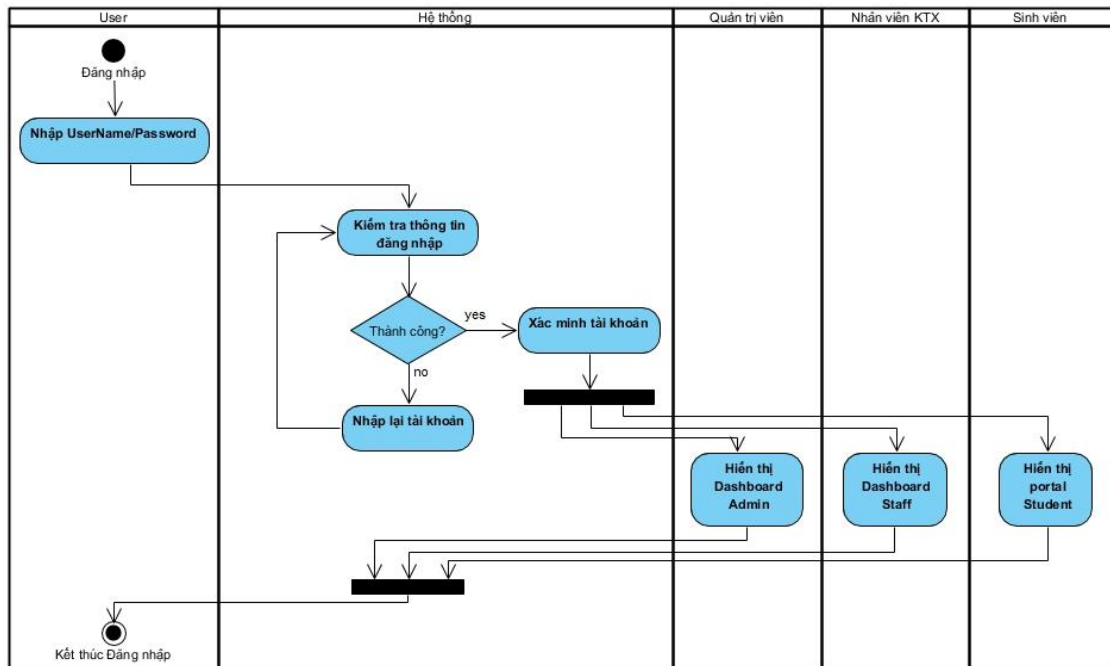 User
Hệ thống
Quản trị viên
Nhân viên KTX
Sinh viên
Đăng nhập
Nhập UserName/Password
Kiểm tra thông tin
đăng nhập
Thành công?
yes
Xác minh tài khoản
no
Nhập lại tài khoản
Hiển thị
Dashboard
Admin
Hiển thị
Dashboard
Staff
Hiển thị
portal
Student
Kết thúc Đăng nhập